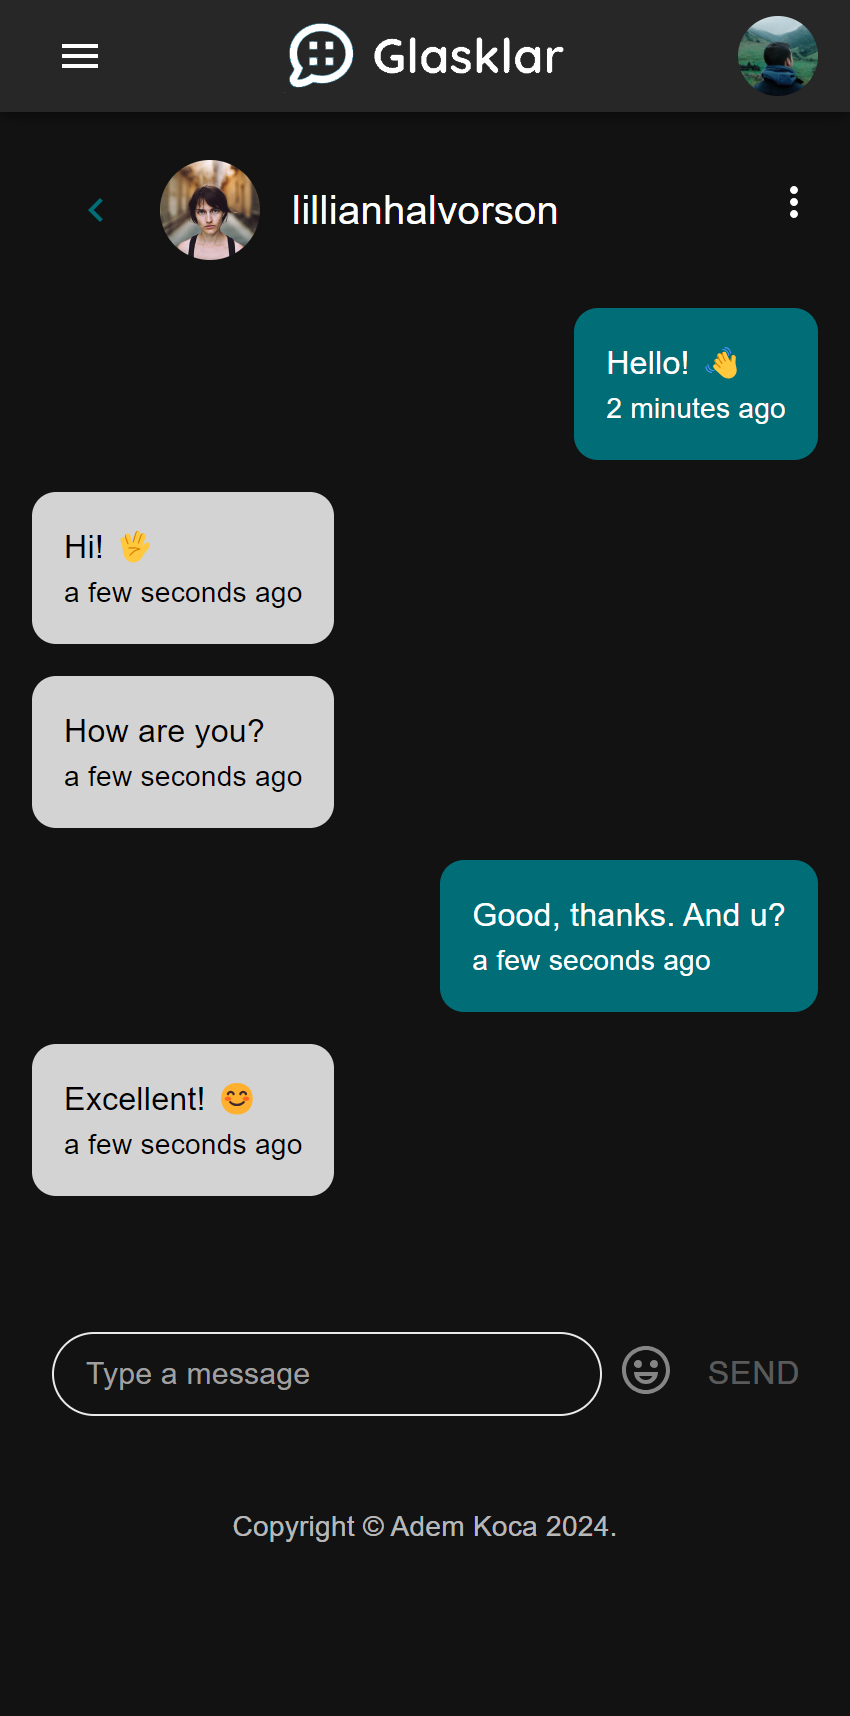 Glasklar
lillianhalvorson
Hello! 👋
2 minutes ago
Hi! 👋
a few seconds ago
How are you?
a few seconds ago
Good, thanks. And u?
a few seconds ago
Excellent! 😊
a few seconds ago
Type a message
SEND
Copyright © Adem Koca 2024.